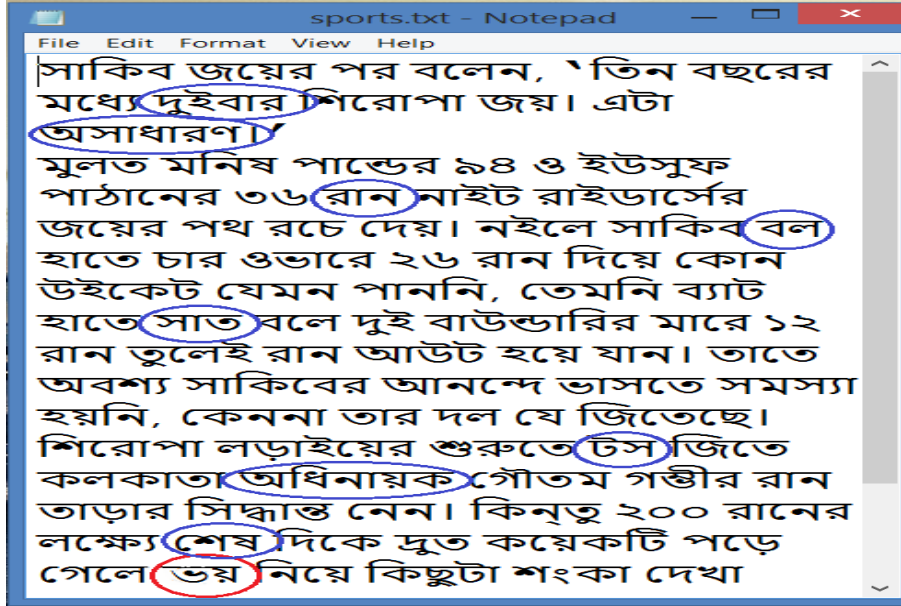 sports.txt - Notepad
File Edit Format View Help
সাকিব জয়ের পর বলেন, ‘তিন বছরের
মধ্যে দুইবার শিরোপা জয়। এটা
অসাধারণ।’
মুলত মনিষ পান্ডের ৯৪ ও ইউসুফ
পাঠানের ৩৬ রান নাইট রাইডার্সের
জয়ের পথ রচে দেয়। নইলে সাকিব বল
হাতে চার ওভারে ২৬ রান দিয়ে কোন
উইকেট যেমন পাননি, তেমনি ব্যাট
হাতে সাত বলে দুই বাউন্ডারির মারে ১২
রান তুলেই রান আউট হয়ে যান। তাতে
অবশ্য সাকিবের আনন্দে ভাসতে সমস্যা
হয়নি, কেননা তার দল যে জিতেছে।
শিরোপা লড়াইয়ের শুরুতে টস জিতে
কলকাতা অধিনায়ক গৌতম গম্ভীর রান
তাড়ার সিদ্ধান্ত নেন। কিন্‌তু ২০০ রানের
লক্ষ্যে শেষ দিকে দ্রুত কয়েকটি পড়ে
গেলে ভয় নিয়ে কিছুটা শংকা দেখা